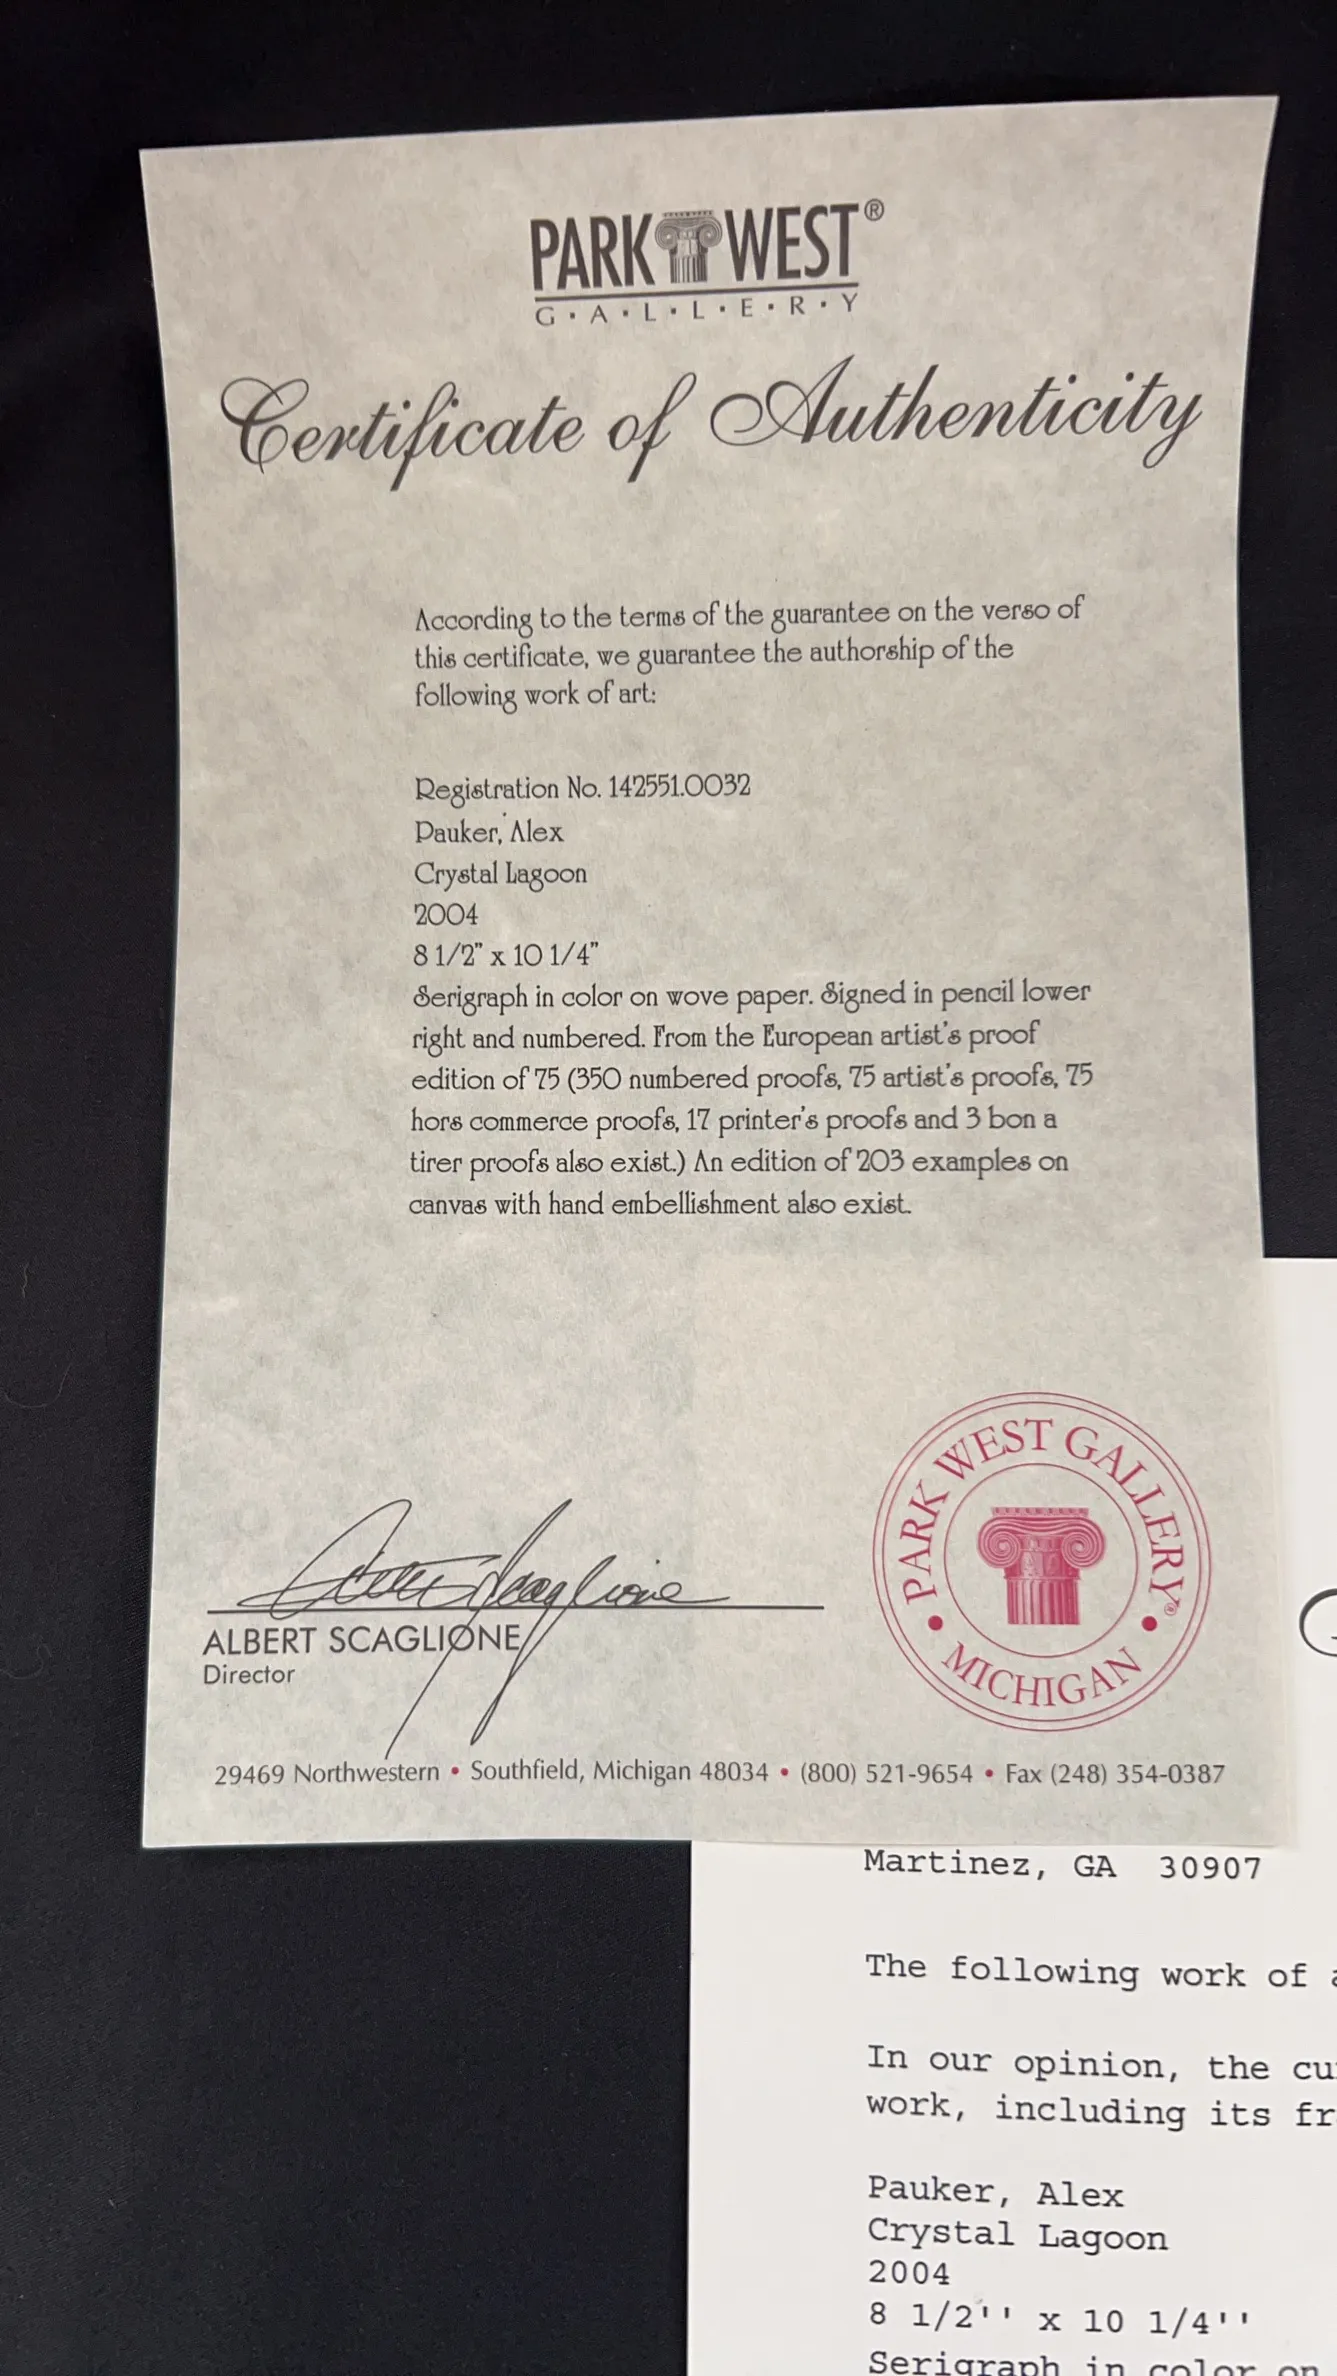 PARK WEST®
G·A·L·L·E·R·Y
Certificate of Authenticity
According to the terms of the guarantee on the verso of
this certificate, we guarantee the authorship of the
following work of art:
Registration No. 142551.0032
Pauker, Alex
Crystal Lagoon
2004
8 1/2" x 10 1/4"
Serigraph in color on wove paper. Signed in pencil lower
right and numbered. From the European artist's proof
edition of 75 (350 numbered proofs, 75 artist's proofs, 75
hors commerce proofs, 17 printer's proofs and 3 bon a
tirer proofs also exist.) An edition of 203 examples on
canvas with hand embellishment also exist.
PARK WEST GALLERY®
• MICHIGAN •
Albert Scaglione
ALBERT SCAGLIONE
Director
29469 Northwestern • Southfield, Michigan 48034 • (800) 521-9654 • Fax (248) 354-0387
Martinez, GA 30907
The following work of
In our opinion, the
work, including its
Pauker, Alex
Crystal Lagoon
2004
8 1/2'' x 10 1/4''
Serigraph in color on